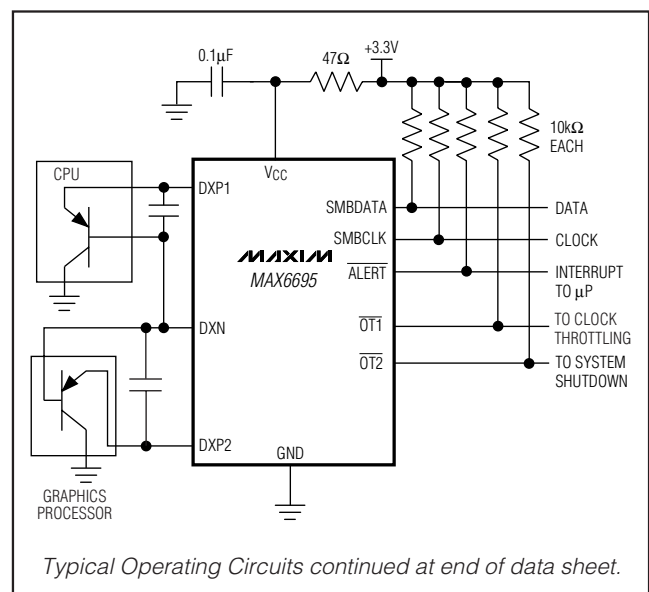 0.1μF
47Ω
+3.3V
10kΩ
EACH
CPU
VCC
DXP1
SMBDATA
DATA
SMBCLK
CLOCK
MAXIM
MAX6695
ALERT
INTERRUPT
TO μP
DXN
OT1
TO CLOCK
THROTTLING
OT2
TO SYSTEM
SHUTDOWN
DXP2
GND
GRAPHICS
PROCESSOR
Typical Operating Circuits continued at end of data sheet.